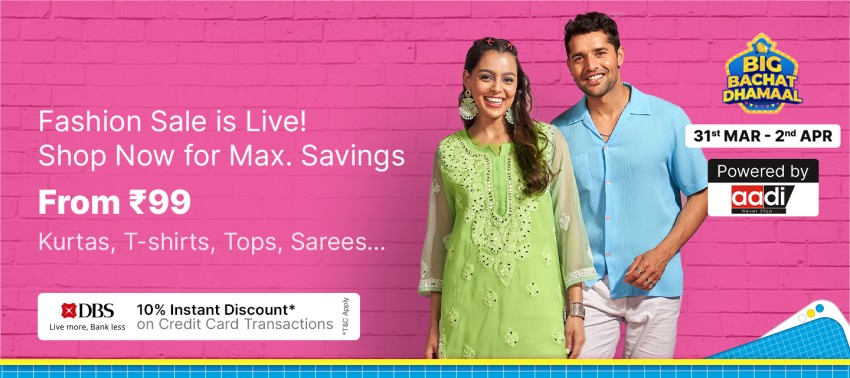 Fashion Sale is Live!
Shop Now for Max. Savings
From ₹99
Kurtas, T-shirts, Tops, Sarees...
DBS
Live more, Bank less
10% Instant Discount*
on Credit Card Transactions
*T&C Apply
BIG
BACHAT
DHAMAAL
31st MAR - 2nd APR
Powered by
aadi
Never Stop...